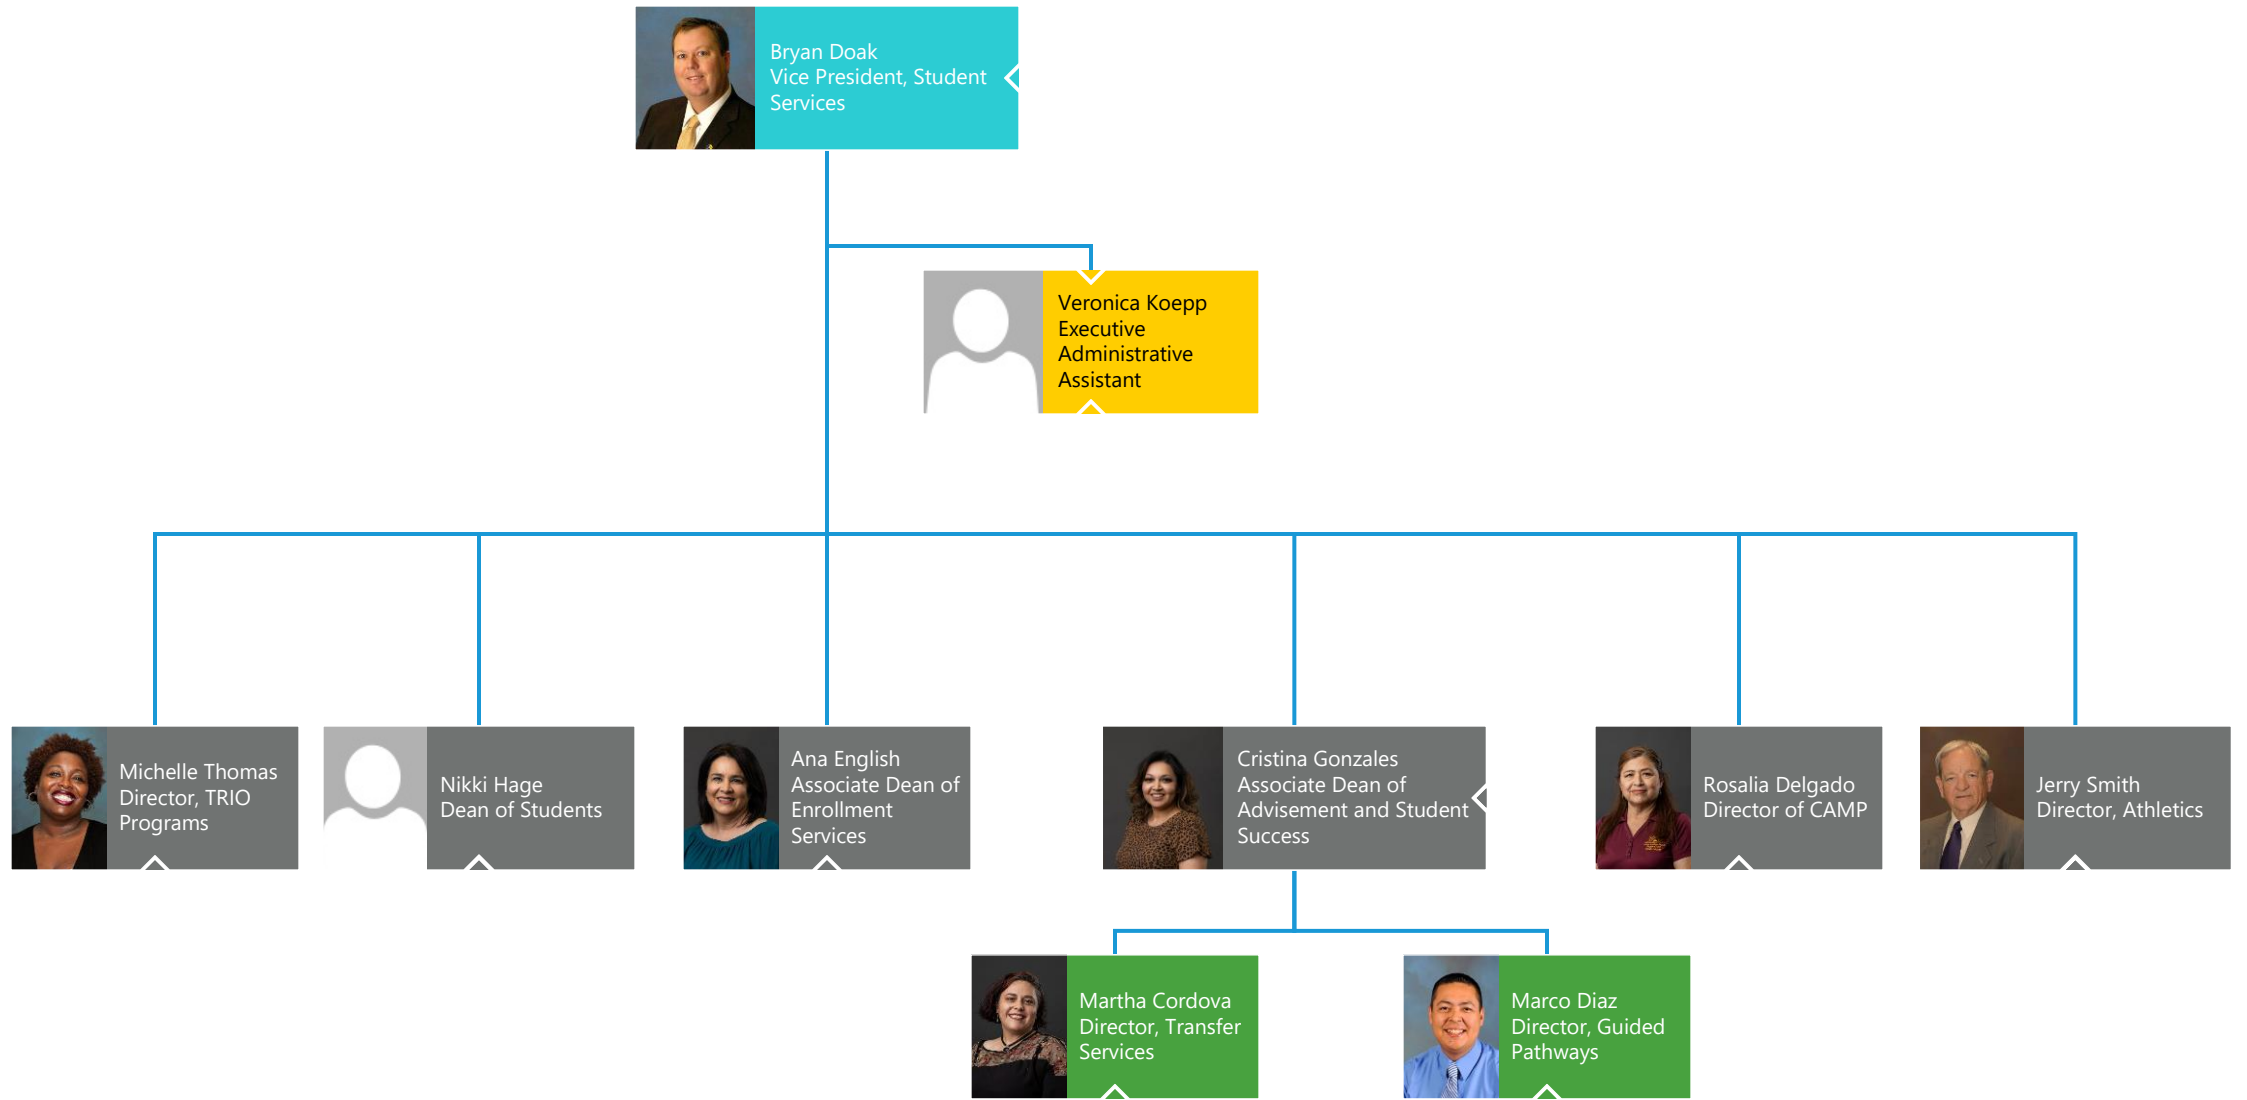 Bryan Doak
Vice President, Student
Services
Veronica Koepp
Executive
Administrative
Assistant
Michelle Thomas
Director, TRIO
Programs
Nikki Hage
Dean of Students
Ana English
Associate Dean of
Enrollment
Services
Cristina Gonzales
Associate Dean of
Advisement and Student
Success
Rosalia Delgado
Director of CAMP
Jerry Smith
Director, Athletics
Martha Cordova
Director, Transfer
Services
Marco Diaz
Director, Guided
Pathways